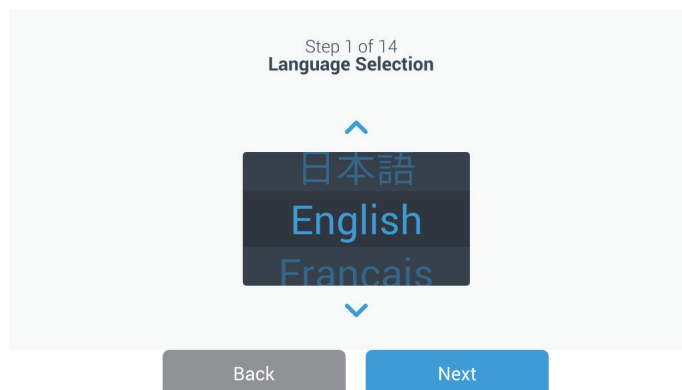 Step 1 of 14
Language Selection
日本語
English
Francais
Back
Next